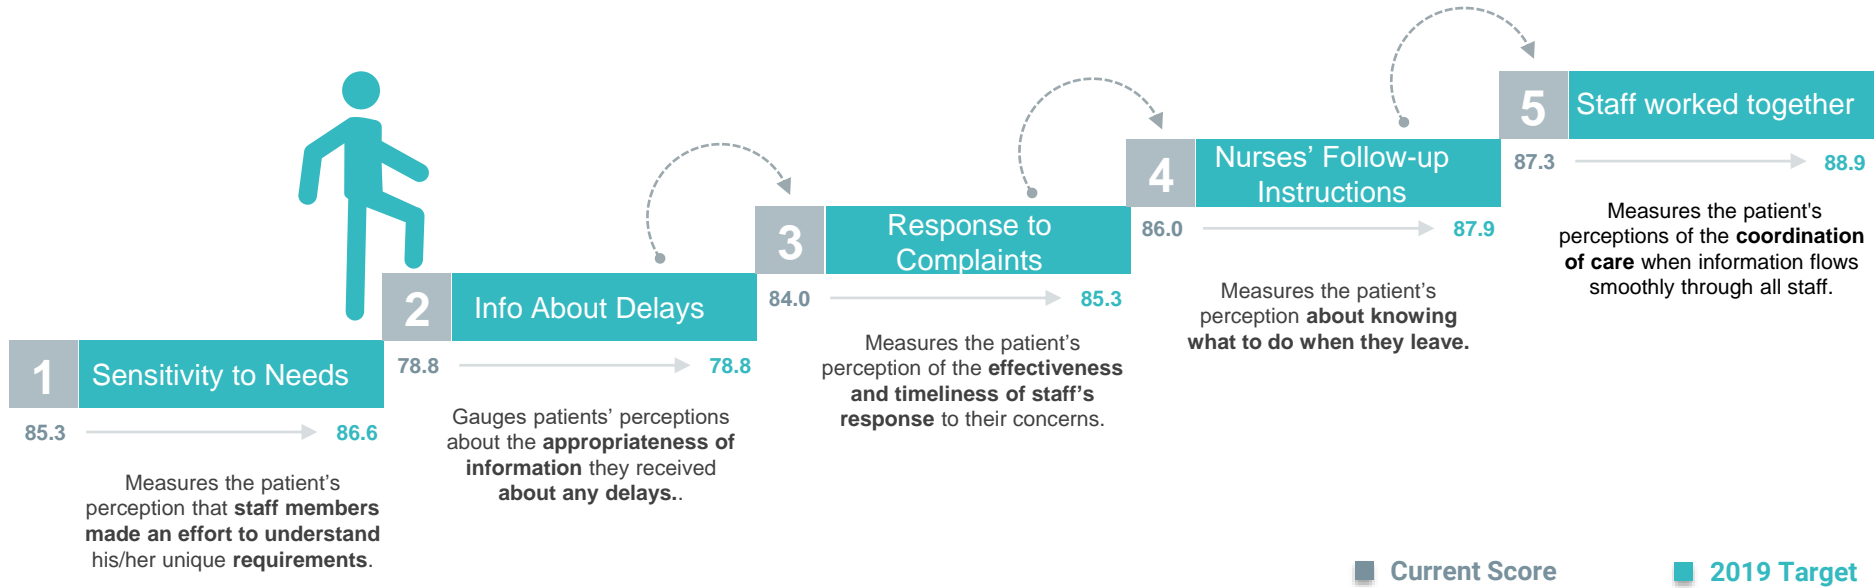 1
Sensitivity to Needs
85.3
86.6
Measures the patient's
perception that staff members
made an effort to understand
his/her unique requirements.
2
Info About Delays
78.8
78.8
Gauges patients' perceptions
about the appropriateness of
information they received
about any delays..
3
Response to
Complaints
84.0
85.3
Measures the patient's
perception of the effectiveness
and timeliness of staff's
response to their concerns.
4
Nurses' Follow-up
Instructions
86.0
87.9
Measures the patient's
perception about knowing
what to do when they leave.
5
Staff worked together
87.3
88.9
Measures the patient's
perceptions of the coordination
of care when information flows
smoothly through all staff.
Current Score
2019 Target